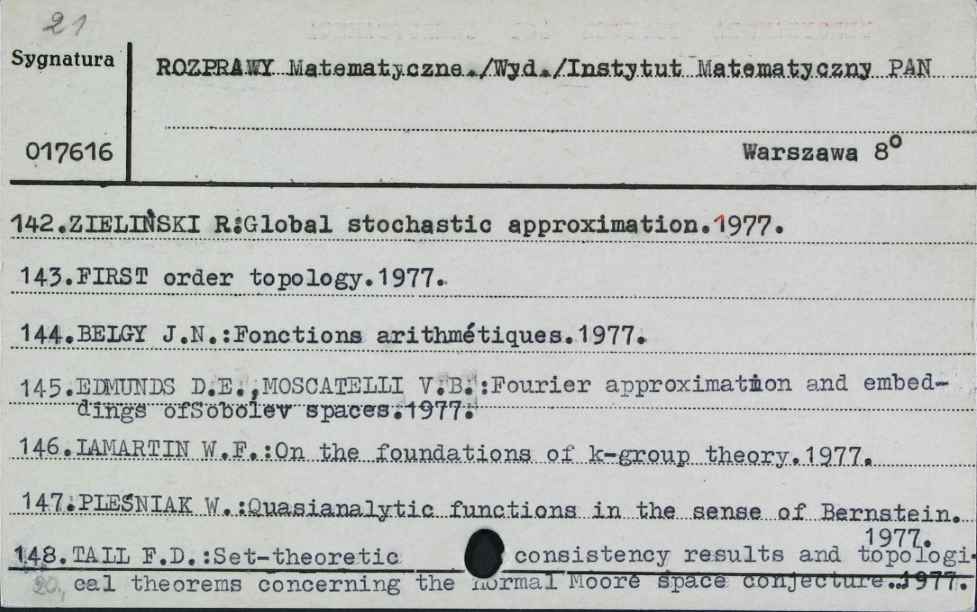 21
Sygnatura
ROZPRAWY Matematyczne./Wyd./Instytut Matematyczny PAN
017616
Warszawa 8°
142.ZIELIŃSKI R:Global stochastic approximation.1977.
143.FIRST order topology.1977.
144.BELGY J.N.:Fonctions arithmétiques.1977.
145.EDMUNDS D.E.,MOSCATELLI V.B.:Fourier approximation and embed-
dings ofSobolev spaces.1977.
146.LAMARTIN W.F.:On the foundations of k-group theory.1977.
147.PLEŚNIAK W.:Quasianalytic functions in the sense of Bernstein.
1977.
148.TALL F.D.:Set-theoretic consistency results and topologi-
20., cal theorems concerning the normal Moore space conjecture..1977.